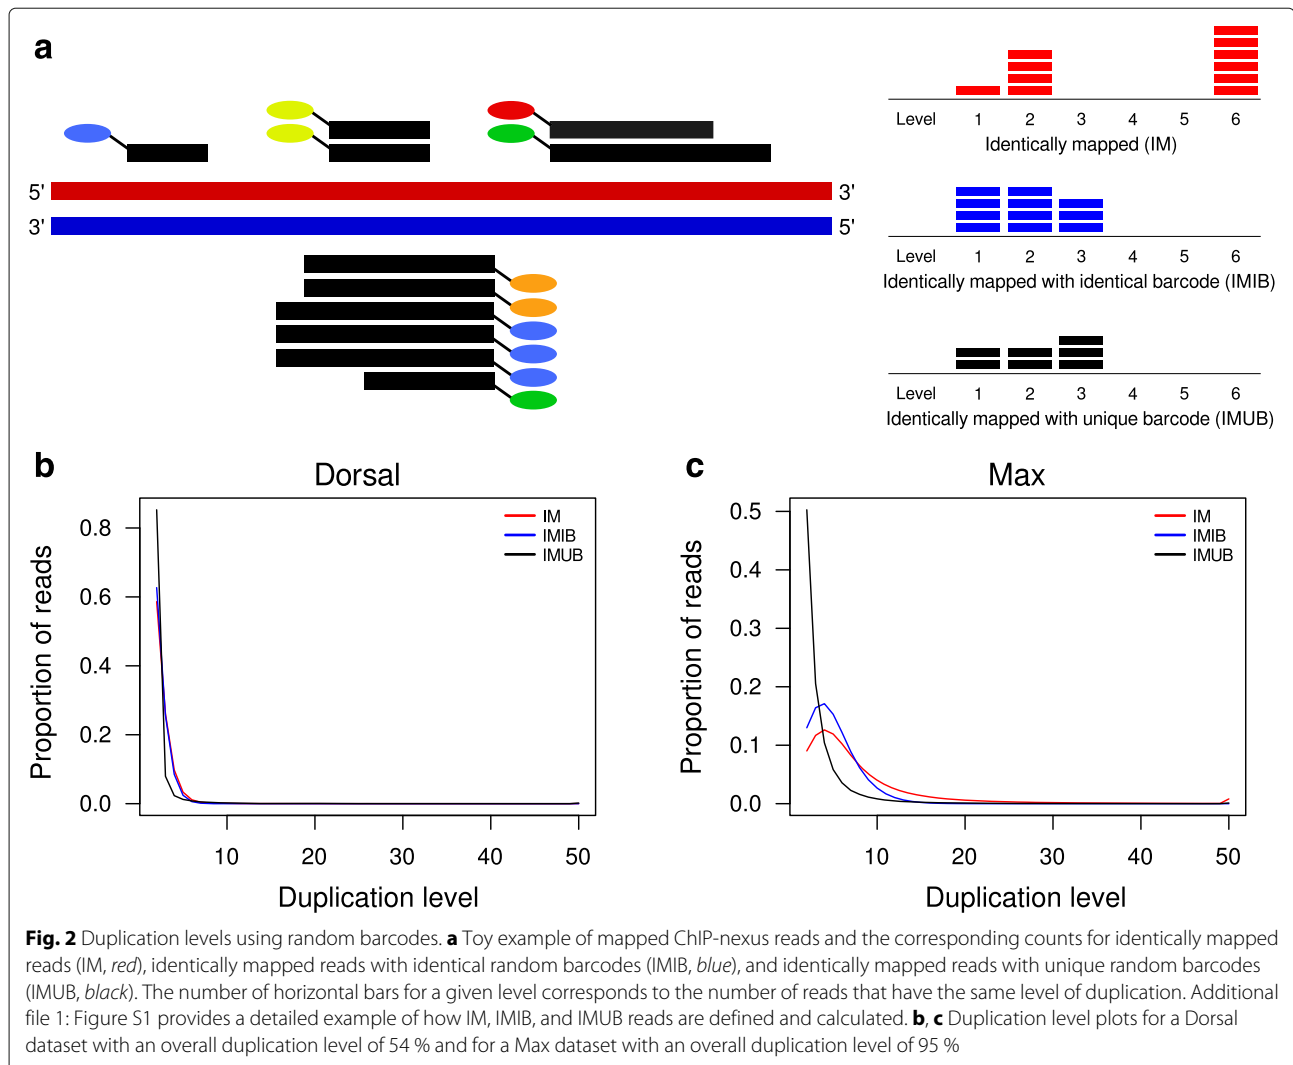 a
5'
3'
3'
5'
Level 1 2 3 4 5 6
Identically mapped (IM)
Level 1 2 3 4 5 6
Identically mapped with identical barcode (IMIB)
Level 1 2 3 4 5 6
Identically mapped with unique barcode (IMUB)
b
Dorsal
IM
IMIB
IMUB
Proportion of reads
0.8
0.6
0.4
0.2
0.0
10 20 30 40 50
Duplication level
c
Max
IM
IMIB
IMUB
Proportion of reads
0.5
0.4
0.3
0.2
0.1
0.0
10 20 30 40 50
Duplication level
Fig. 2 Duplication levels using random barcodes. a Toy example of mapped ChIP-nexus reads and the corresponding counts for identically mapped
reads (IM, red), identically mapped reads with identical random barcodes (IMIB, blue), and identically mapped reads with unique random barcodes
(IMUB, black). The number of horizontal bars for a given level corresponds to the number of reads that have the same level of duplication. Additional
file 1: Figure S1 provides a detailed example of how IM, IMIB, and IMUB reads are defined and calculated. b, c Duplication level plots for a Dorsal
dataset with an overall duplication level of 54 % and for a Max dataset with an overall duplication level of 95 %